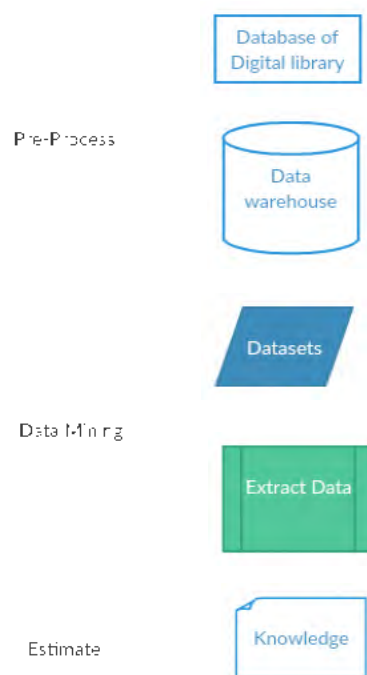 Database of
Digital library
Pre-Process
Data
warehouse
Datasets
Data Mining
Extract Data
Knowledge
Estimate